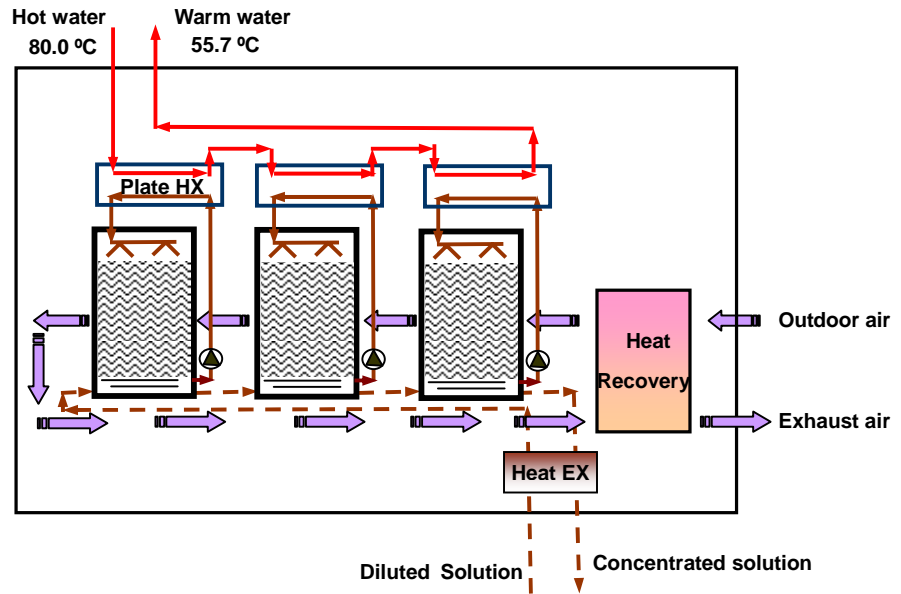 Hot water
80.0 ºC
Warm water
55.7 ºC
Plate HX
Heat
Recovery
Outdoor air
Exhaust air
Heat EX
Diluted Solution
Concentrated solution